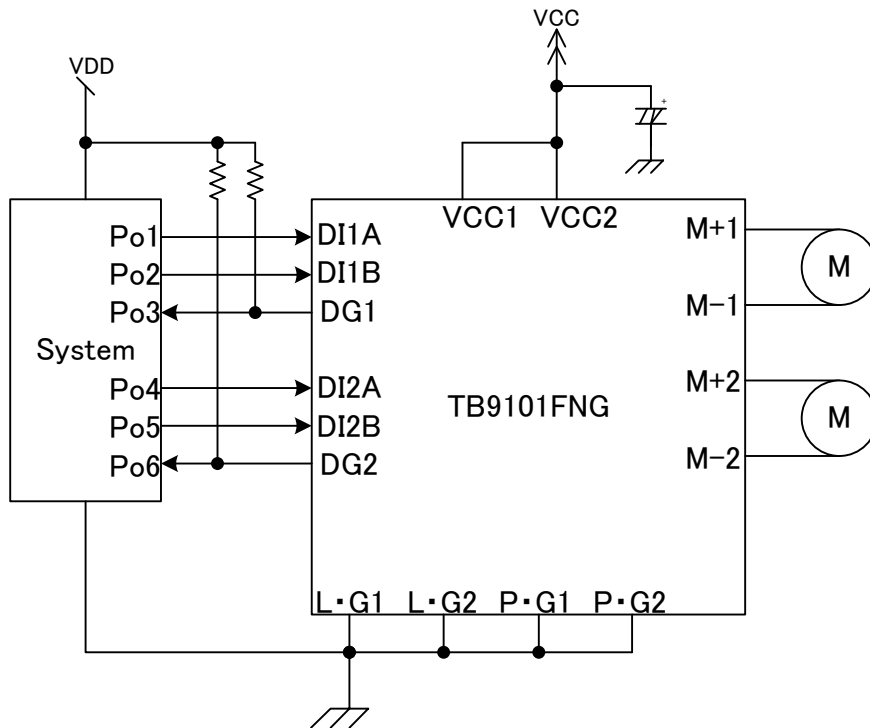 VCC
VDD
+
VCC1 VCC2
Po1
DI1A
M+1
Po2
DI1B
M
Po3
DG1
M-1
System
Po4
DI2A
M+2
TB9101FNG
Po5
DI2B
M
Po6
DG2
M-2
L・G1 L・G2 P・G1 P・G2